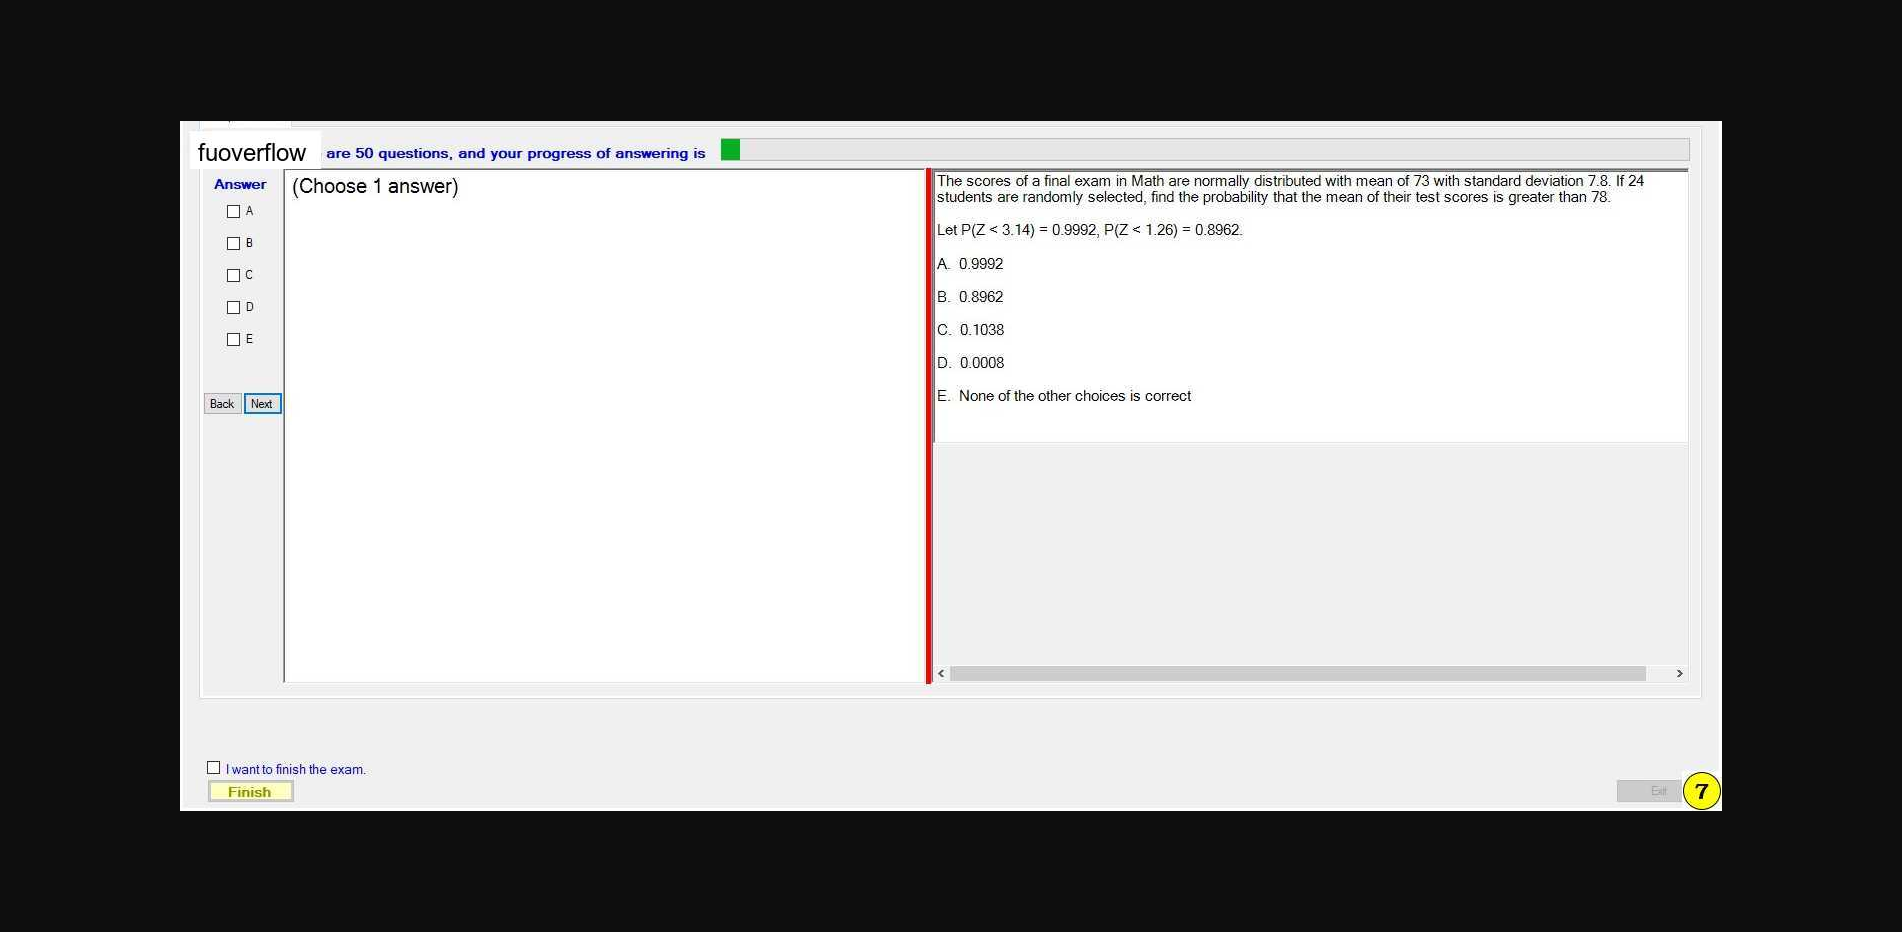 fuoverflow are 50 questions, and your progress of answering is
Answer
A
B
C
D
E
Back Next
(Choose 1 answer)
The scores of a final exam in Math are normally distributed with mean of 73 with standard deviation 7.8. If 24
students are randomly selected, find the probability that the mean of their test scores is greater than 78.
Let P(Z < 3.14) = 0.9992, P(Z < 1.26) = 0.8962.
A. 0.9992
B. 0.8962
C. 0.1038
D. 0.0008
E. None of the other choices is correct
I want to finish the exam.
Finish
Exit
7